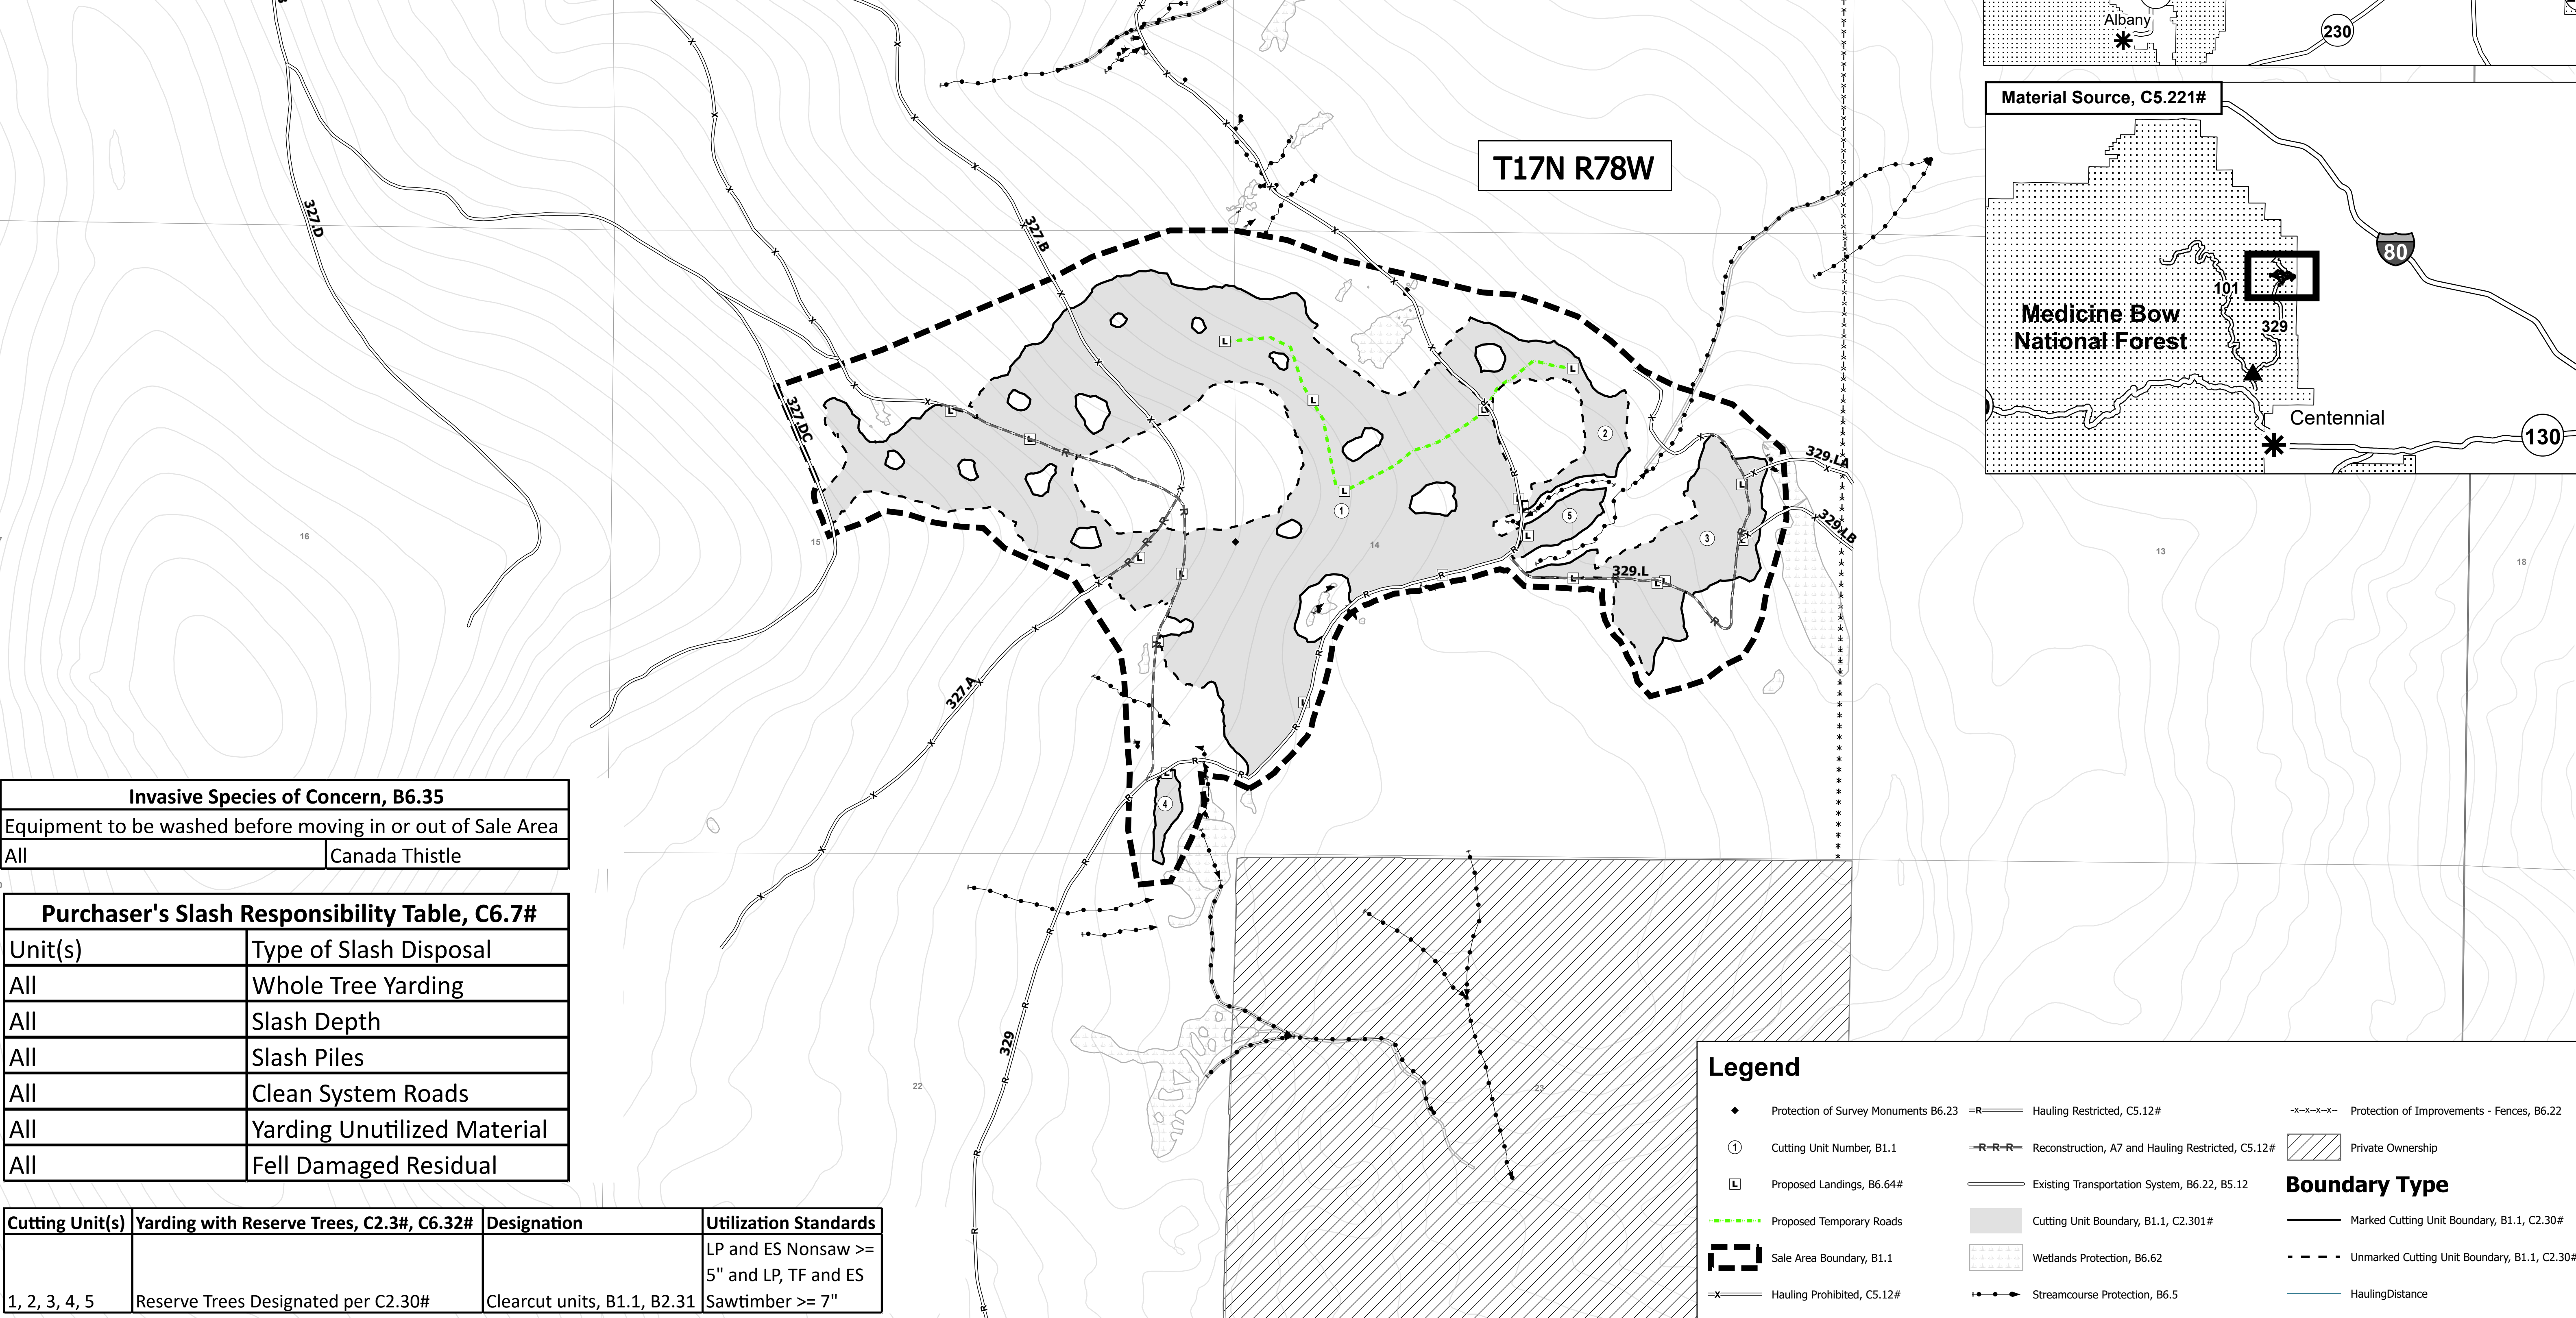 Albany
230
Material Source, C5.221#
80
101
329
Medicine Bow
National Forest
Centennial
130
T17N R78W
327.D
327.B
327.DC
327.A
329
329.L
329.LA
329.LB
1
2
3
4
5
16
15
14
13
18
22
23
Invasive Species of Concern, B6.35
Equipment to be washed before moving in or out of Sale Area
All Canada Thistle
Purchaser's Slash Responsibility Table, C6.7#
Unit(s) Type of Slash Disposal
All Whole Tree Yarding
All Slash Depth
All Slash Piles
All Clean System Roads
All Yarding Unutilized Material
All Fell Damaged Residual
Cutting Unit(s) Yarding with Reserve Trees, C2.3#, C6.32# Designation Utilization Standards
LP and ES Nonsaw >=
5" and LP, TF and ES
1, 2, 3, 4, 5 Reserve Trees Designated per C2.30# Clearcut units, B1.1, B2.31 Sawtimber >= 7"
Legend
Protection of Survey Monuments B6.23
1 Cutting Unit Number, B1.1
L Proposed Landings, B6.64#
Proposed Temporary Roads
Sale Area Boundary, B1.1
X Hauling Prohibited, C5.12#
R Hauling Restricted, C5.12#
R R R Reconstruction, A7 and Hauling Restricted, C5.12#
Existing Transportation System, B6.22, B5.12
Cutting Unit Boundary, B1.1, C2.301#
Wetlands Protection, B6.62
Streamcourse Protection, B6.5
-x-x-x-x- Protection of Improvements - Fences, B6.22
Private Ownership
Boundary Type
Marked Cutting Unit Boundary, B1.1, C2.30#
Unmarked Cutting Unit Boundary, B1.1, C2.30#
HaulingDistance